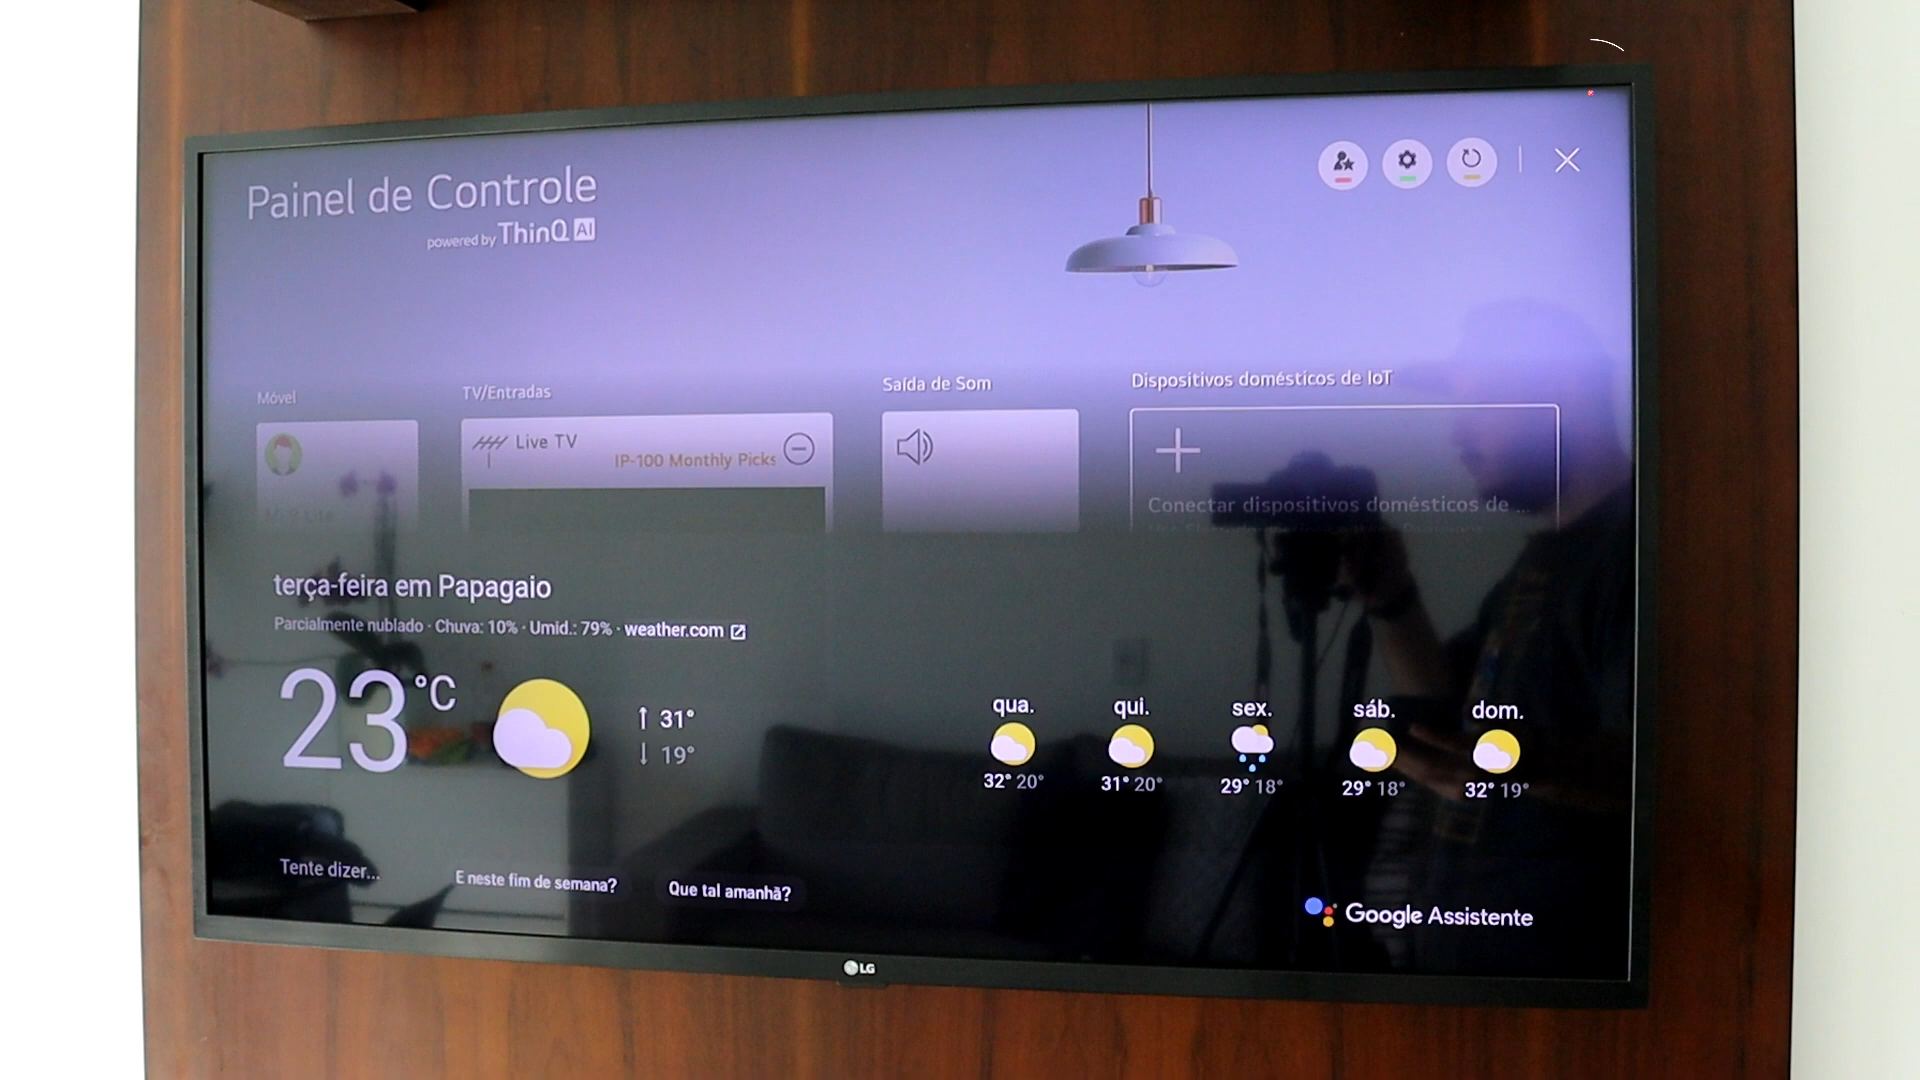 Painel de Controle
powered by ThinQ AI
Móvel
TV/Entradas
Saída de Som
Dispositivos domésticos de IoT
Live TV
IP-100 Monthly Picks
Conectar dispositivos domésticos de ...
terça-feira em Papagaio
Parcialmente nublado · Chuva: 10% · Umid.: 79% · weather.com
23 °C
↑ 31°
↓ 19°
qua. qui. sex. sáb. dom.
32° 20° 31° 20° 29° 18° 29° 18° 32° 19°
Tente dizer... E neste fim de semana? Que tal amanhã?
Google Assistente
LG